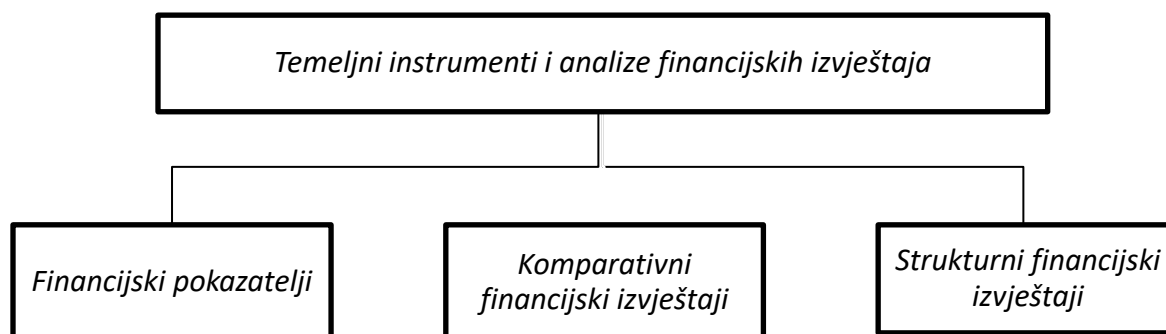 Temeljni instrumenti i analize financijskih izvještaja
Financijski pokazatelji
Komparativni
financijski izvještaji
Strukturni financijski
izvještaji